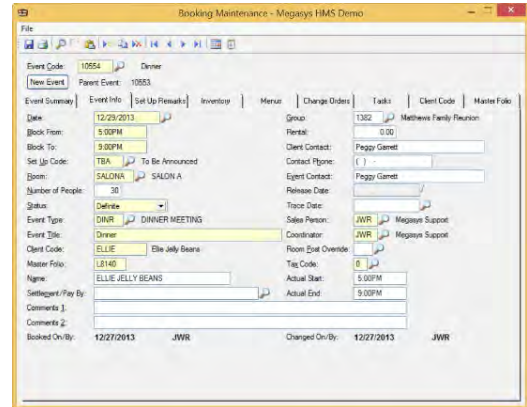 Booking Maintenance - Megasys HMS Demo
File
Event Code: 10554 Dinner
New Event Parent Event: 10553
Event Summary Event Info Set Up Remarks Inventory Menus Change Orders Tasks Client Code Master Folio
Date: 12/29/2013 Group 1382 Matthews Family Reunion
Block From: 5:00PM Rental: 0.00
Block To: 9:00PM Client Contact: Peggy Garrett
Set Up Code: TBA To Be Announced Contact Phone: ( ) -
Room: SALONA SALON A Event Contact: Peggy Garrett
Number of People: 30 Release Date: /
Status: Definite Trace Date:
Event Type: DINR DINNER MEETING Sales Person: JWR Megasys Support
Event Title: Dinner Coordinator: JWR Megasys Support
Client Code: ELLIE Ellie Jelly Beans Room Post Override:
Master Folio: L8140 Tax Code: 0
Name: ELLIE JELLY BEANS Actual Start: 5:00PM
Settlement/Pay By: Actual End: 9:00PM
Comments 1:
Comments 2:
Booked On/By: 12/27/2013 JWR Changed On/By: 12/27/2013 JWR